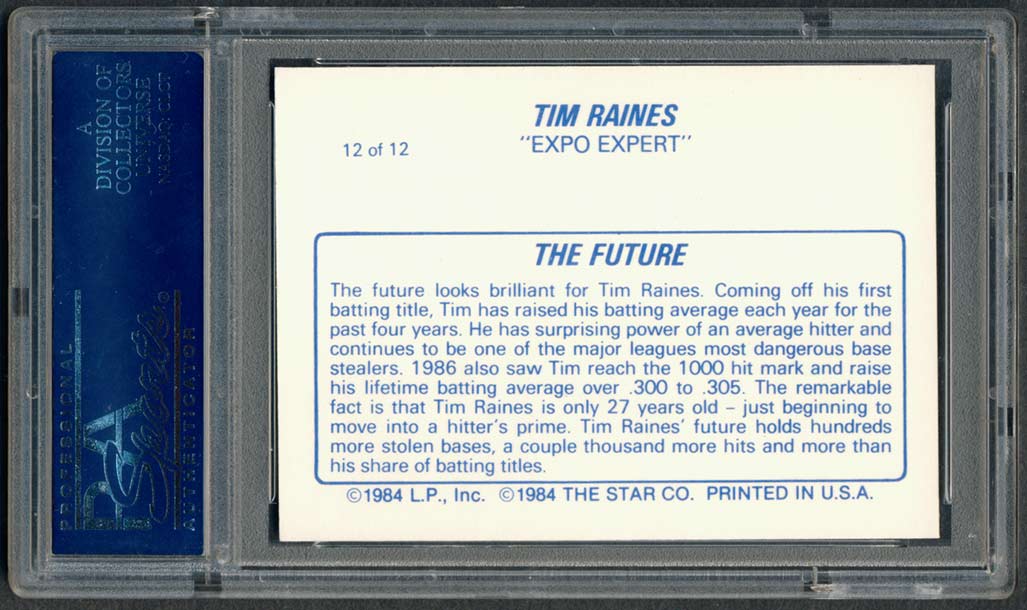 A
DIVISION OF
COLLECTORS
UNIVERSE
NASDAQ: CLCT
PROFESSIONAL
PSA
Sports
AUTHENTICATOR
TIM RAINES
12 of 12
"EXPO EXPERT"
THE FUTURE
The future looks brilliant for Tim Raines. Coming off his first
batting title, Tim has raised his batting average each year for the
past four years. He has surprising power of an average hitter and
continues to be one of the major leagues most dangerous base
stealers. 1986 also saw Tim reach the 1000 hit mark and raise
his lifetime batting average over .300 to .305. The remarkable
fact is that Tim Raines is only 27 years old – just beginning to
move into a hitter's prime. Tim Raines' future holds hundreds
more stolen bases, a couple thousand more hits and more than
his share of batting titles.
©1984 L.P., Inc. ©1984 THE STAR CO. PRINTED IN U.S.A.